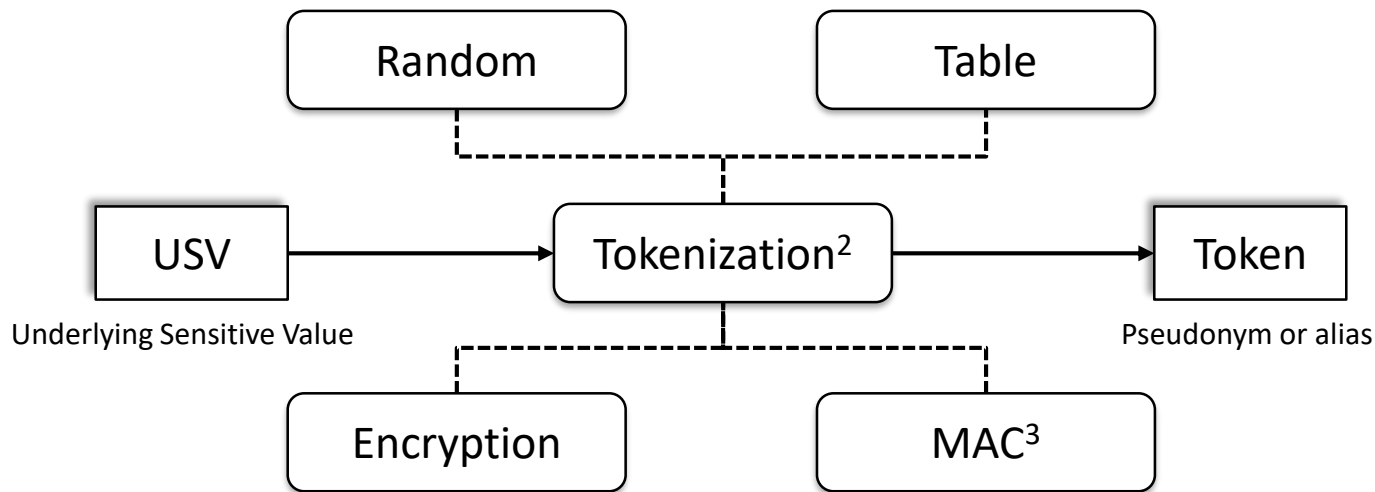 Random
Table
USV
Tokenization²
Token
Underlying Sensitive Value
Pseudonym or alias
Encryption
MAC³